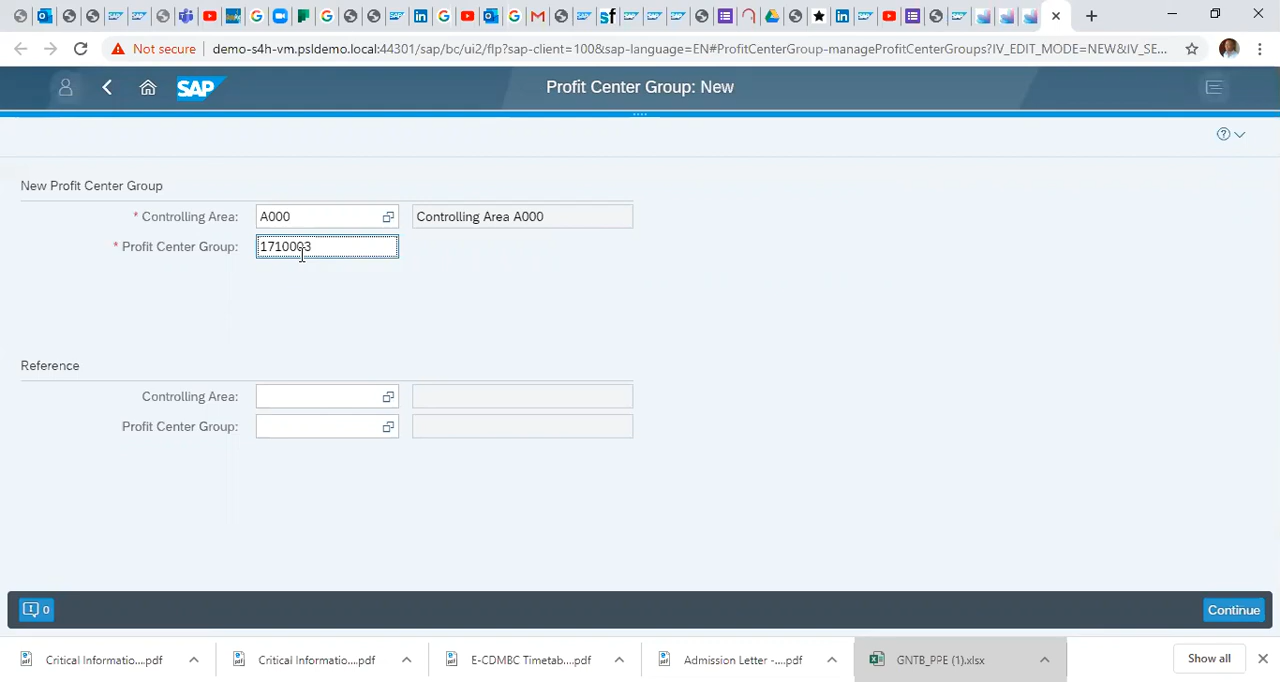 Not secure demo-s4h-vm.psldemo.local:44301/sap/bc/ui2/flp?sap-client=100&sap-language=EN#ProfitCenterGroup-manageProfitCenterGroups?IV_EDIT_MODE=NEW&IV_SE...
SAP Profit Center Group: New
New Profit Center Group
* Controlling Area: A000 Controlling Area A000
* Profit Center Group: 1710003
Reference
Controlling Area:
Profit Center Group:
0 Continue
Critical Informatio....pdf Critical Informatio....pdf E-CDMBC Timetab....pdf Admission Letter -....pdf GNTB_PPE (1).xlsx Show all